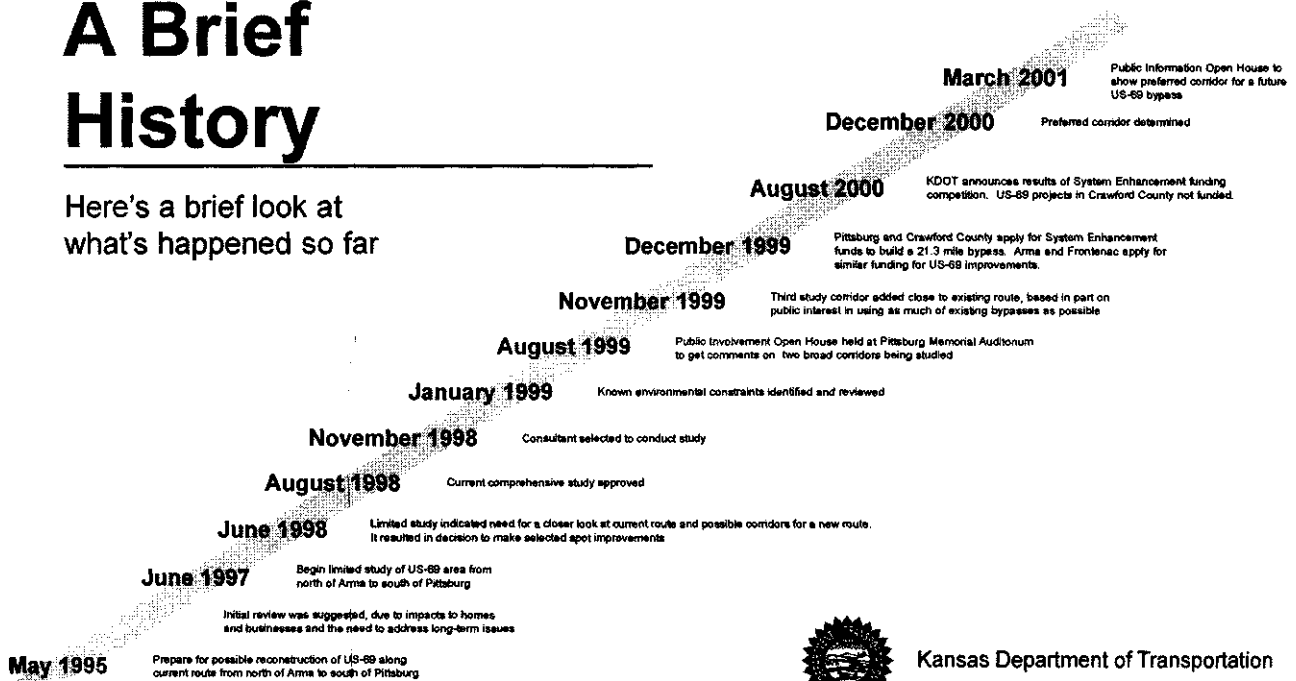 A Brief
History
Here's a brief look at
what's happened so far
March 2001
Public Information Open House to
show preferred corridor for a future
US-69 bypass
December 2000
Preferred corridor determined
August 2000
KDOT announces results of System Enhancement funding
competition. US-69 projects in Crawford County not funded.
December 1999
Pittsburg and Crawford County apply for System Enhancement
funds to build a 21.3 mile bypass. Arma and Frontenac apply for
similar funding for US-69 improvements.
November 1999
Third study corridor added close to existing route, based in part on
public interest in using as much of existing bypasses as possible
August 1999
Public Involvement Open House held at Pittsburg Memorial Auditorium
to get comments on two broad corridors being studied
January 1999
Known environmental constraints identified and reviewed
November 1998
Consultant selected to conduct study
August 1998
Current comprehensive study approved
June 1998
Limited study indicated need for a closer look at current route and possible corridors for a new route.
It resulted in decision to make selected spot improvements
June 1997
Begin limited study of US-69 area from
north of Arma to south of Pittsburg
Initial review was suggested, due to impacts to homes
and businesses and the need to address long-term issues
May 1995
Prepare for possible reconstruction of US-69 along
current route from north of Arma to south of Pittsburg
Kansas Department of Transportation